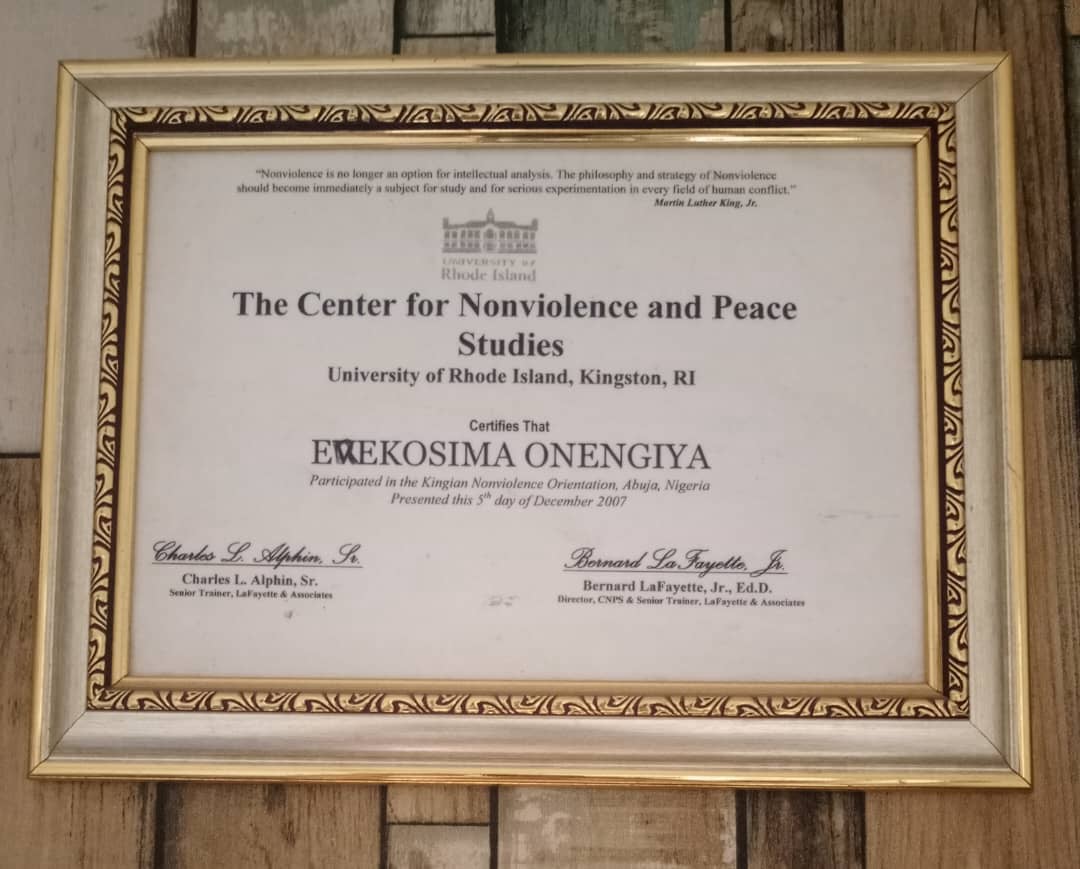 "Nonviolence is no longer an option for intellectual analysis. The philosophy and strategy of Nonviolence
should become immediately a subject for study and for serious experimentation in every field of human conflict."
Martin Luther King, Jr.
UNIVERSITY OF
Rhode Island
The Center for Nonviolence and Peace
Studies
University of Rhode Island, Kingston, RI
Certifies That
EREKOSIMA ONENGIYA
Participated in the Kingian Nonviolence Orientation, Abuja, Nigeria
Presented this 5th day of December 2007
Charles L. Alphin, Sr.
Bernard LaFayette, Jr.
Charles L. Alphin, Sr.
Bernard LaFayette, Jr., Ed.D.
Senior Trainer, LaFayette & Associates
Director, CNPS & Senior Trainer, LaFayette & Associates